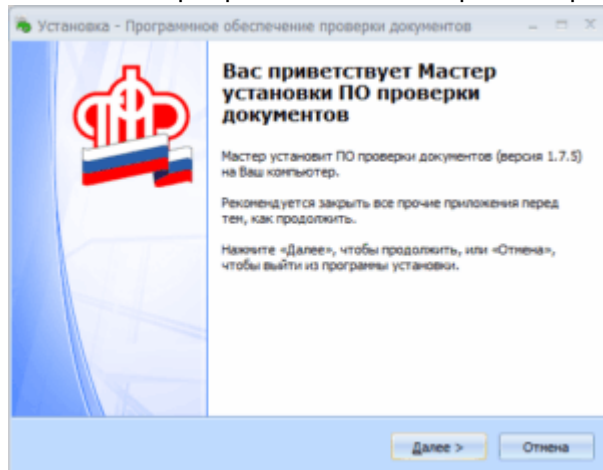 Установка - Программное обеспечение проверки документов
Вас приветствует Мастер
установки ПО проверки
документов
Мастер установит ПО проверки документов (версия 1.7.5)
на Ваш компьютер.
Рекомендуется закрыть все прочие приложения перед
тем, как продолжить.
Нажмите «Далее», чтобы продолжить, или «Отмена»,
чтобы выйти из программы установки.
Далее >
Отмена